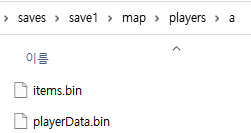 saves > save1 > map > players > a
이름
items.bin
playerData.bin